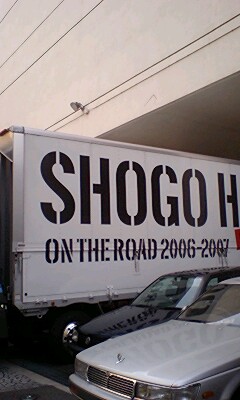 SHOGO H
ON THE ROAD 2006-2007